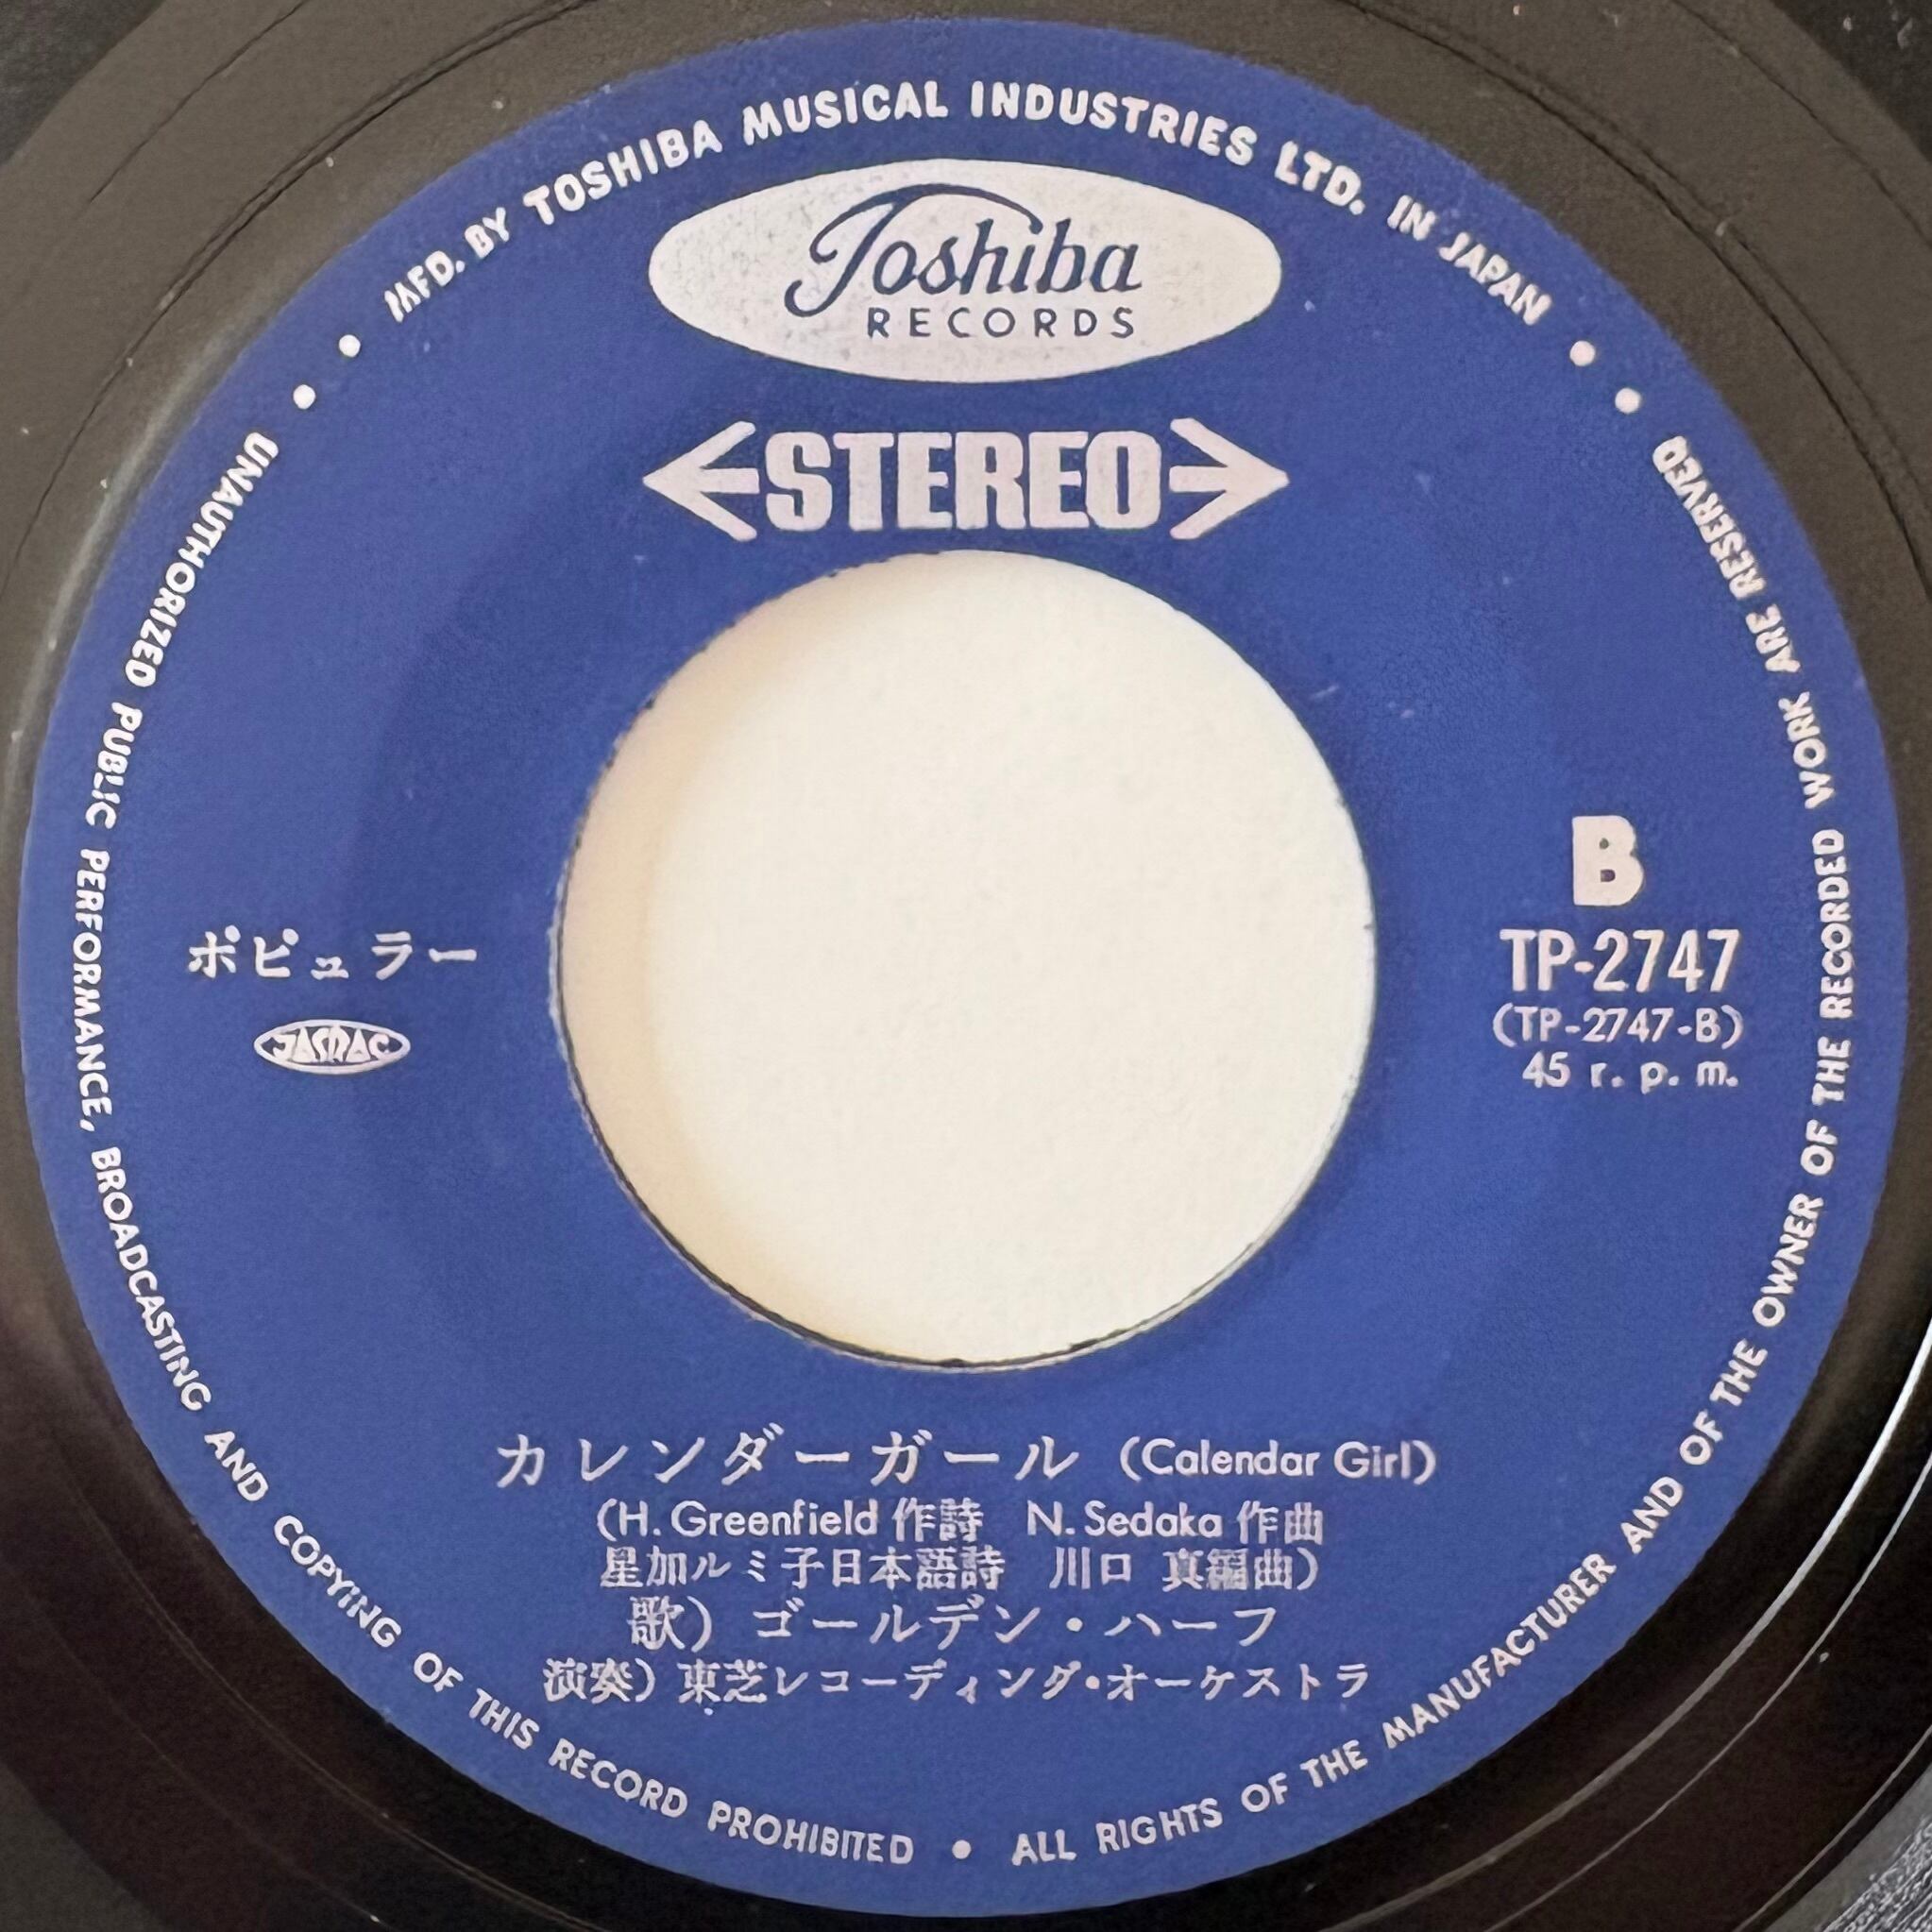 MFD. BY TOSHIBA MUSICAL INDUSTRIES LTD. IN JAPAN
Toshiba
RECORDS
STEREO
ポピュラー
JASRAC
B
TP-2747
(TP-2747-B)
45 r. p. m.
カレンダーガール (Calendar Girl)
(H. Greenfield 作詩 N. Sedaka 作曲
星加ルミ子日本語詩 川口 真編曲)
歌) ゴールデン・ハーフ
演奏)東芝レコーディング・オーケストラ
UNAUTHORIZED PUBLIC PERFORMANCE, BROADCASTING AND COPYING OF THIS RECORD PROHIBITED • ALL RIGHTS OF THE MANUFACTURER AND OF THE OWNER OF THE RECORDED WORK ARE RESERVED